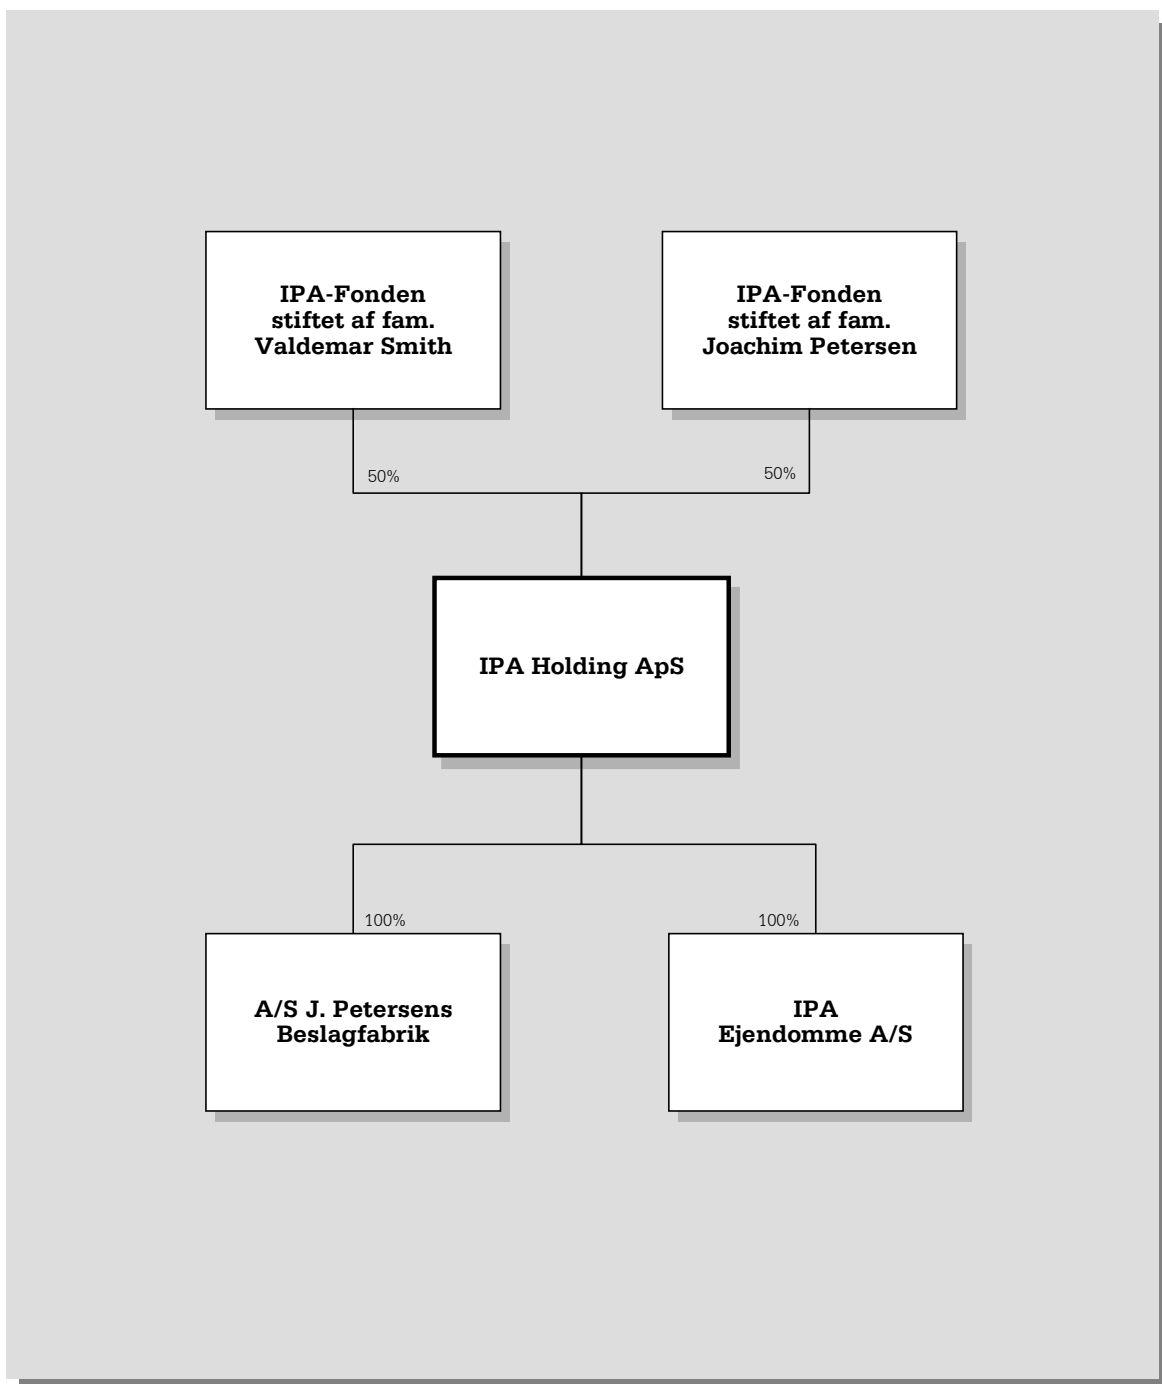 IPA-Fonden
stiftet af fam.
Valdemar Smith
IPA-Fonden
stiftet af fam.
Joachim Petersen
50%
50%
IPA Holding ApS
100%
100%
A/S J. Petersens
Beslagfabrik
IPA
Ejendomme A/S